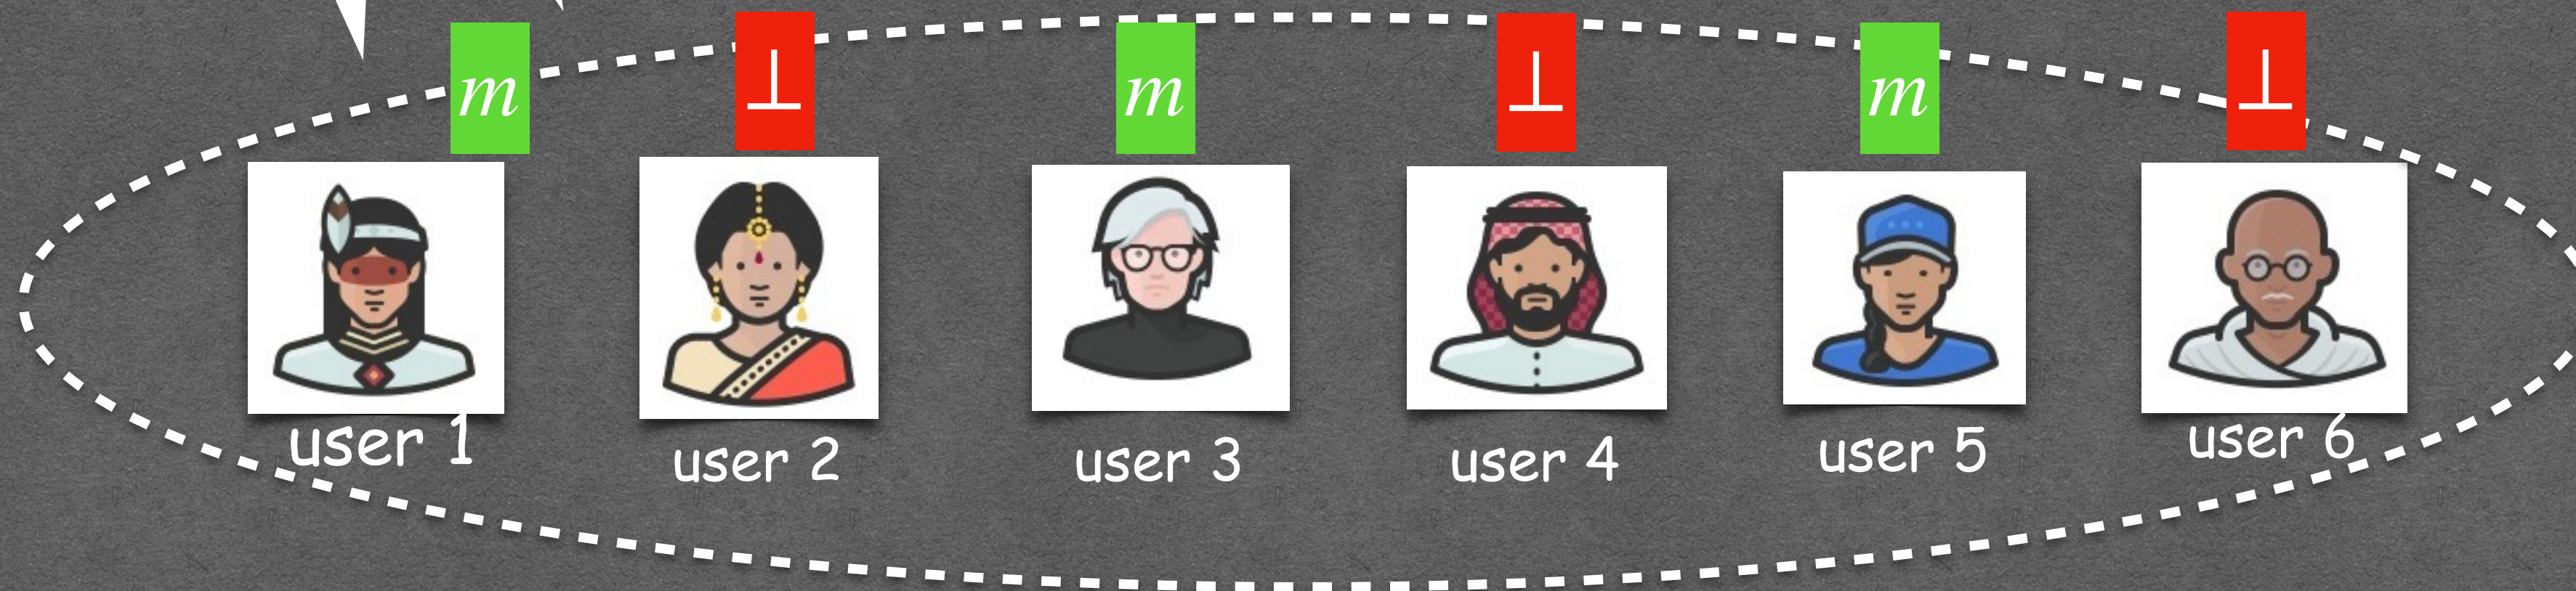 m ⊥ m ⊥ m ⊥
user 1 user 2 user 3 user 4 user 5 user 6